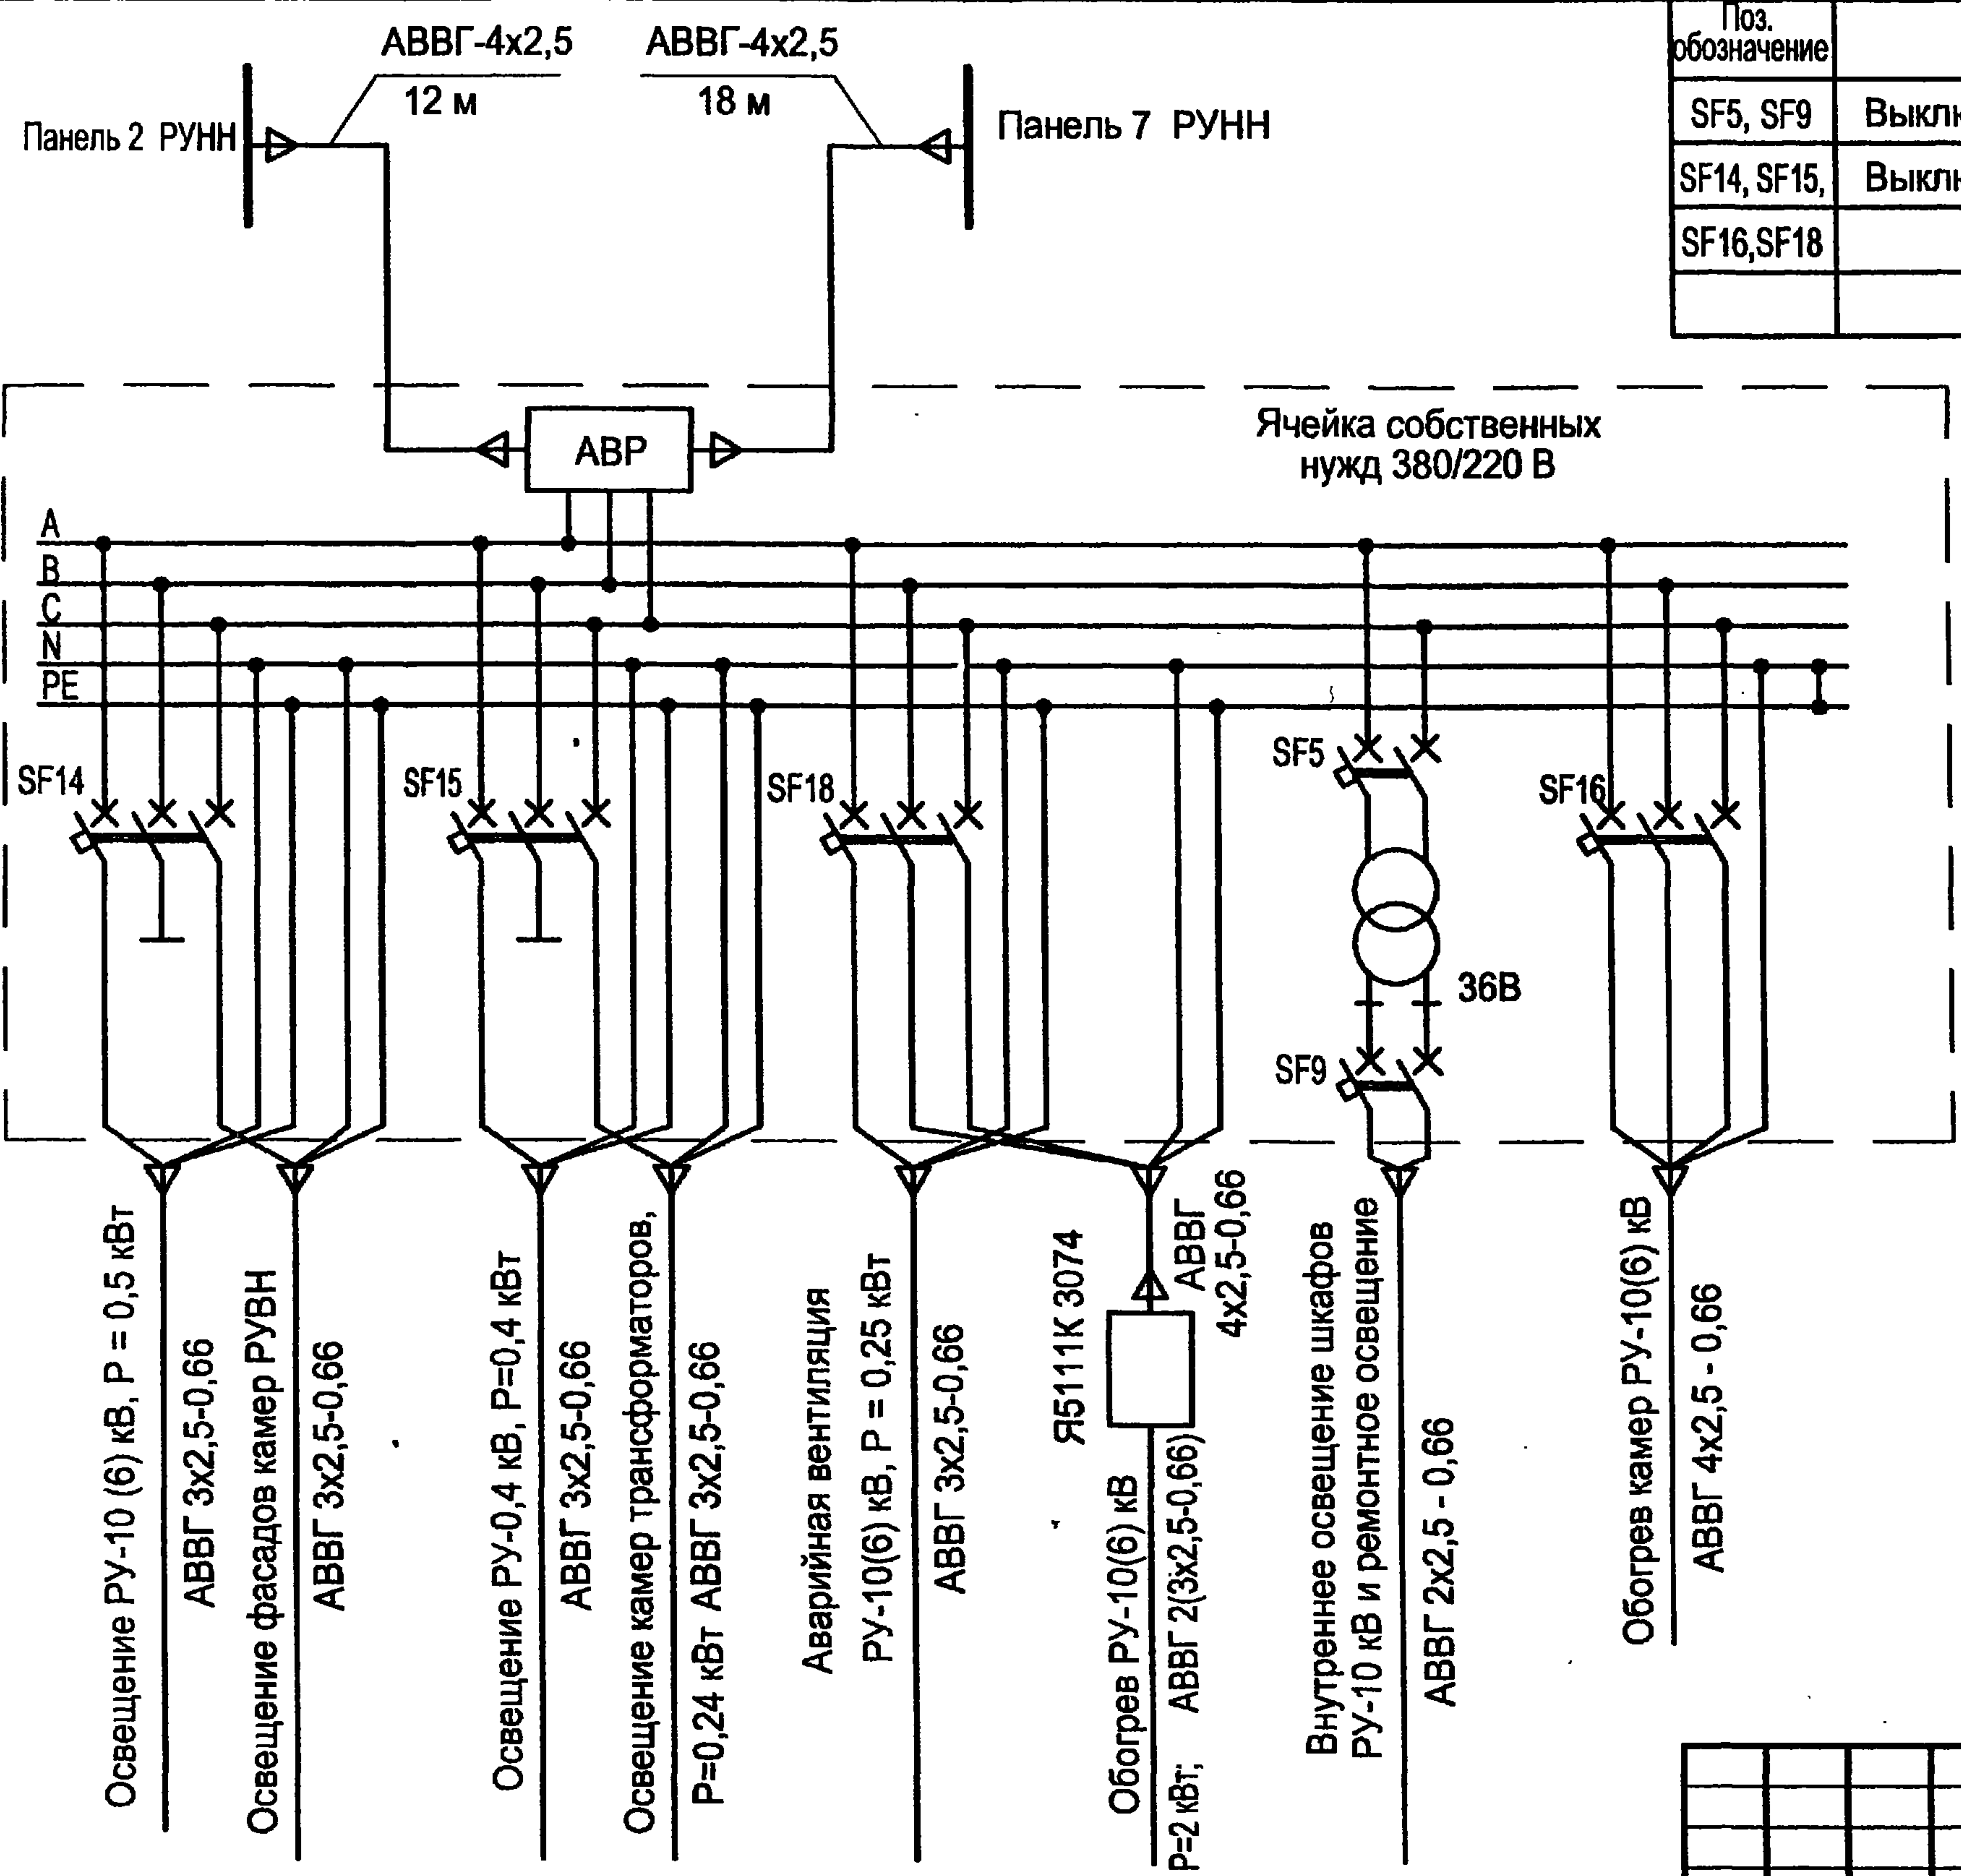 АВВГ-4х2,5
12 м
АВВГ-4х2,5
18 м
Панель 2 РУНН
Панель 7 РУНН
Поз.
обозначение
SF5, SF9
SF14, SF15,
SF16,SF18
АВР
Ячейка собственных
нужд 380/220 В
A
B
C
N
PE
SF14
SF15
SF18
SF5
SF16
36В
SF9
Освещение РУ-10 (6) кВ, Р = 0,5 кВт
АВВГ 3х2,5-0,66
Освещение фасадов камер РУВН
АВВГ 3х2,5-0,66
Освещение РУ-0,4 кВ, Р=0,4 кВт
АВВГ 3х2,5-0,66
Освещение камер трансформаторов,
Р=0,24 кВт АВВГ 3х2,5-0,66
Аварийная вентиляция
РУ-10(6) кВ, Р = 0,25 кВт
АВВГ 3х2,5-0,66
Я5111К 3074
АВВГ
4х2,5-0,66
Обогрев РУ-10(6) кВ
Р=2 кВт; АВВГ 2(3х2,5-0,66)
Внутреннее освещение шкафов
РУ-10 кВ и ремонтное освещение
АВВГ 2х2,5 - 0,66
Обогрев камер РУ-10(6) кВ
АВВГ 4х2,5 - 0,66